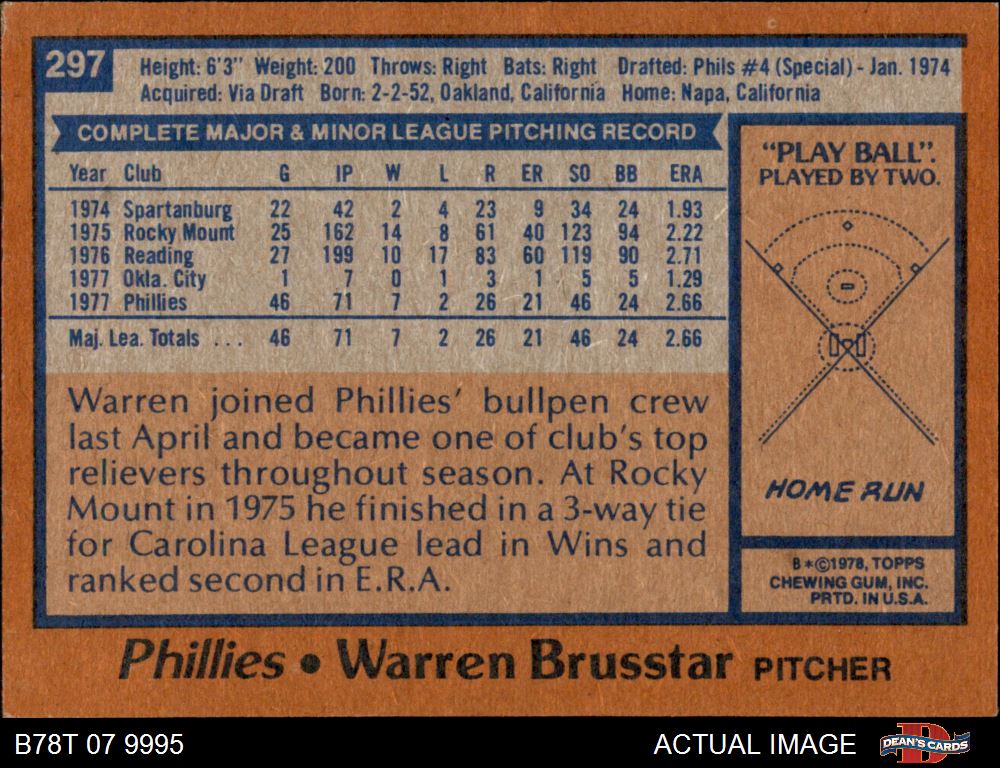 297
Height: 6'3" Weight: 200 Throws: Right Bats: Right Drafted: Phils #4 (Special) - Jan. 1974
Acquired: Via Draft Born: 2-2-52, Oakland, California Home: Napa, California
COMPLETE MAJOR & MINOR LEAGUE PITCHING RECORD
Year Club G IP W L R ER SO BB ERA
1974 Spartanburg 22 42 2 4 23 9 34 24 1.93
1975 Rocky Mount 25 162 14 8 61 40 123 94 2.22
1976 Reading 27 199 10 17 83 60 119 90 2.71
1977 Okla. City 1 7 0 1 3 1 5 5 1.29
1977 Phillies 46 71 7 2 26 21 46 24 2.66
Maj. Lea. Totals ... 46 71 7 2 26 21 46 24 2.66
Warren joined Phillies' bullpen crew
last April and became one of club's top
relievers throughout season. At Rocky
Mount in 1975 he finished in a 3-way tie
for Carolina League lead in Wins and
ranked second in E.R.A.
"PLAY BALL".
PLAYED BY TWO.
HOME RUN
B*©1978, TOPPS
CHEWING GUM, INC.
PRTD. IN U.S.A.
Phillies • Warren Brusstar PITCHER
B78T 07 9995 ACTUAL IMAGE DEAN'S CARDS